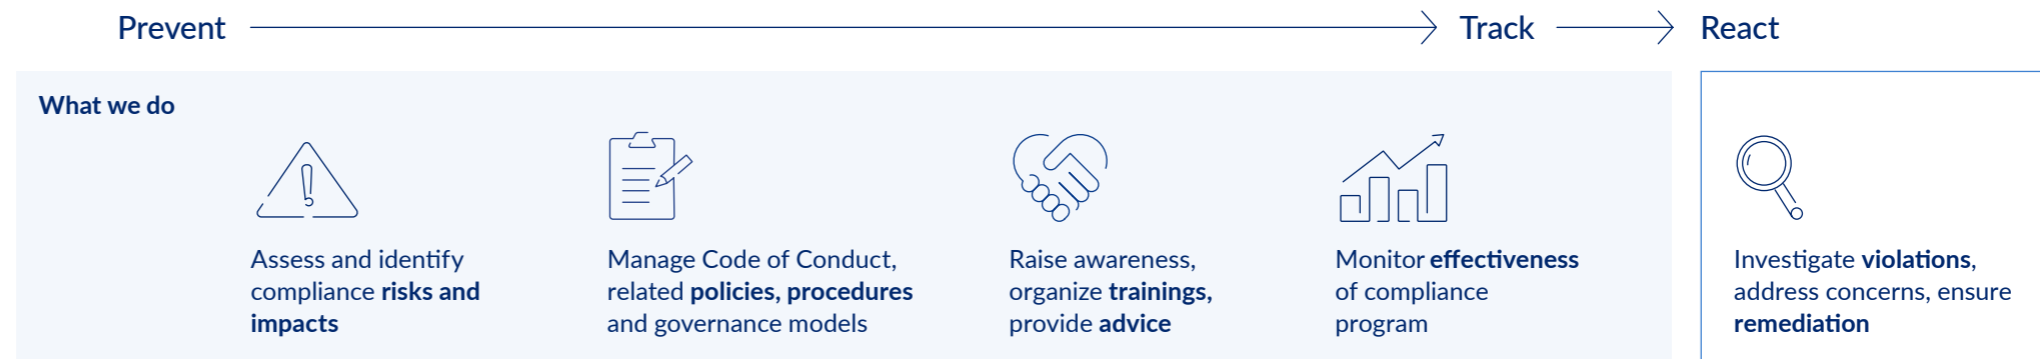 Prevent
Track
React
What we do
Assess and identify
compliance risks and
impacts
Manage Code of Conduct,
related policies, procedures
and governance models
Raise awareness,
organize trainings,
provide advice
Monitor effectiveness
of compliance
program
Investigate violations,
address concerns, ensure
remediation